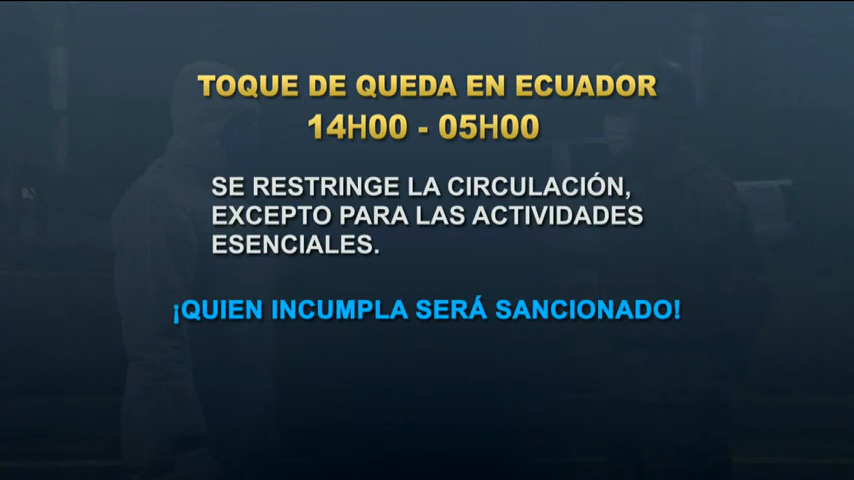 TOQUE DE QUEDA EN ECUADOR
14H00 - 05H00
SE RESTRINGE LA CIRCULACIÓN,
EXCEPTO PARA LAS ACTIVIDADES
ESENCIALES.
¡QUIEN INCUMPLA SERÁ SANCIONADO!